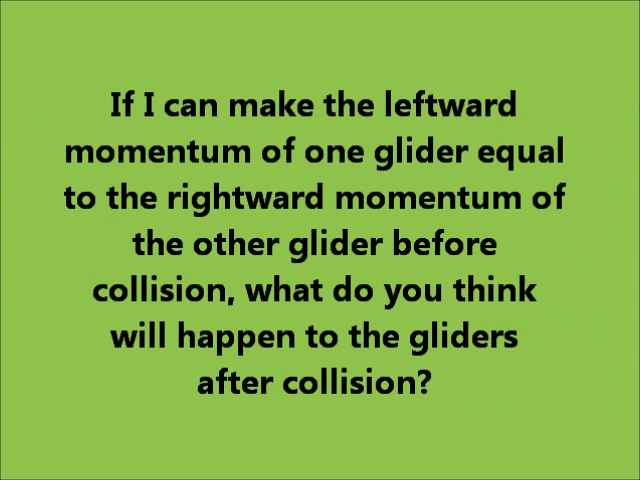 If I can make the leftward
momentum of one glider equal
to the rightward momentum of
the other glider before
collision, what do you think
will happen to the gliders
after collision?